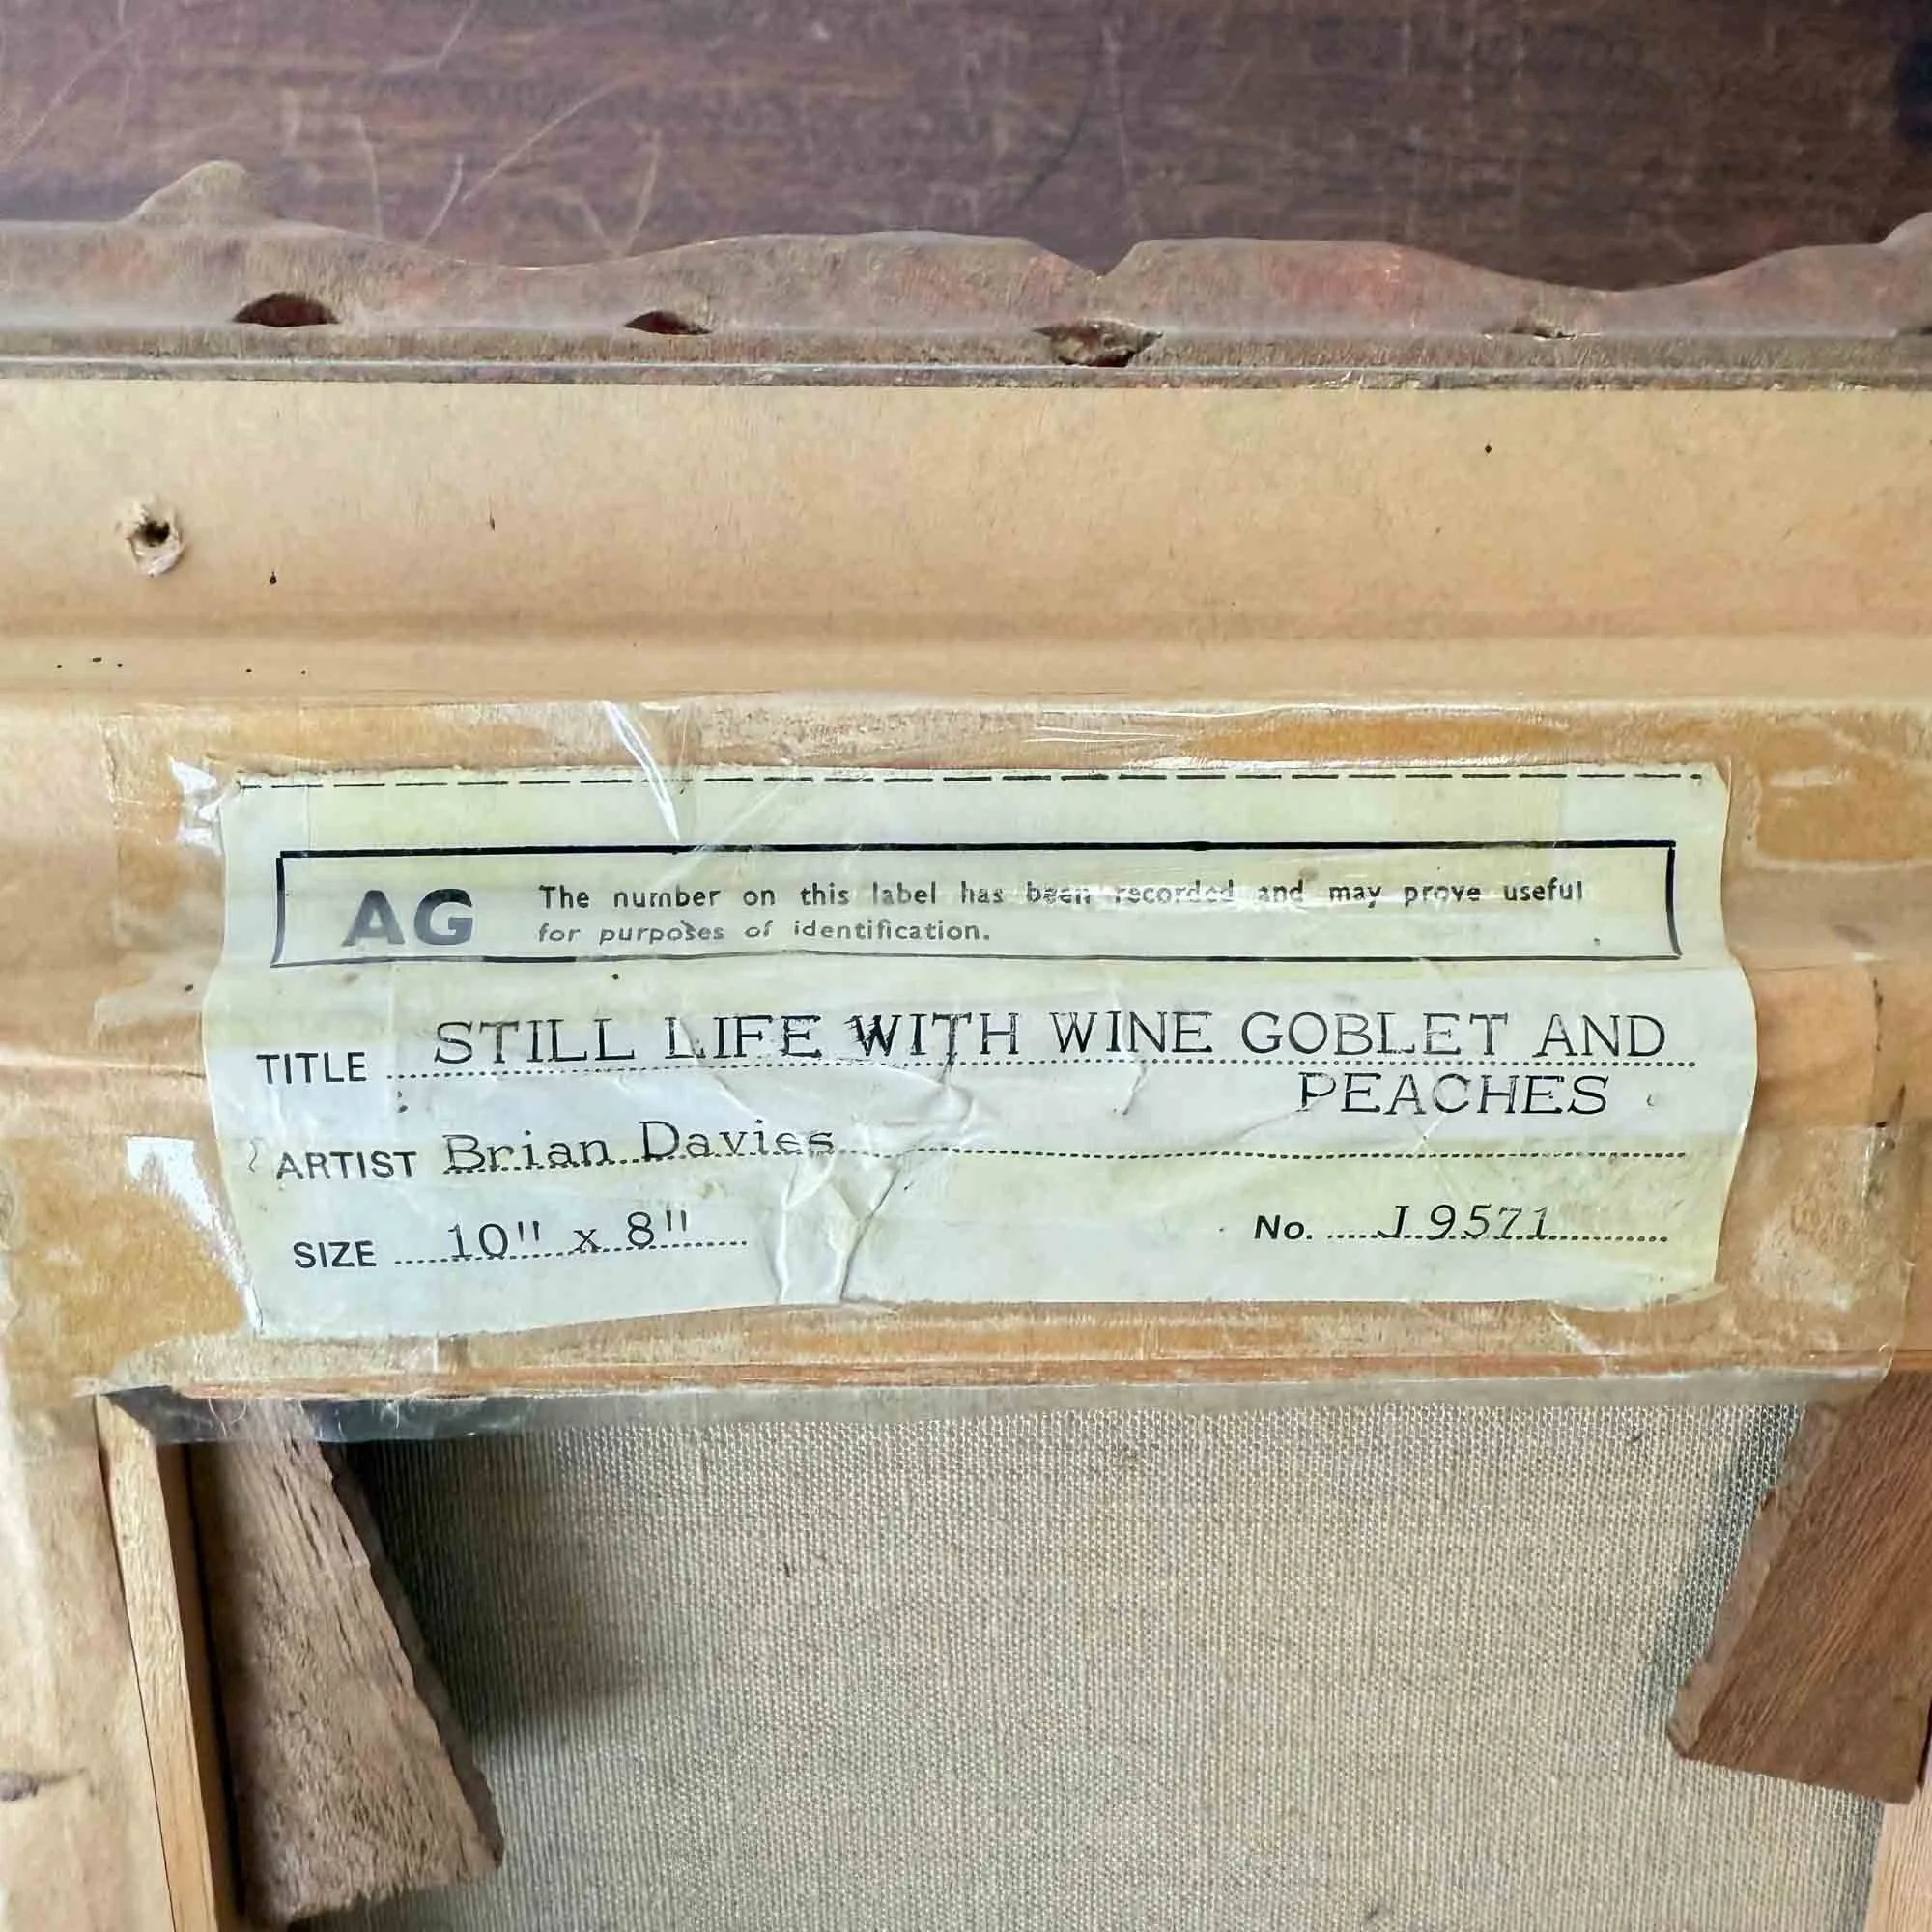 AG The number on this label has been recorded and may prove useful
for purposes of identification.
TITLE STILL LIFE WITH WINE GOBLET AND
PEACHES
ARTIST Brian Davies
SIZE 10" x 8" No. J9571